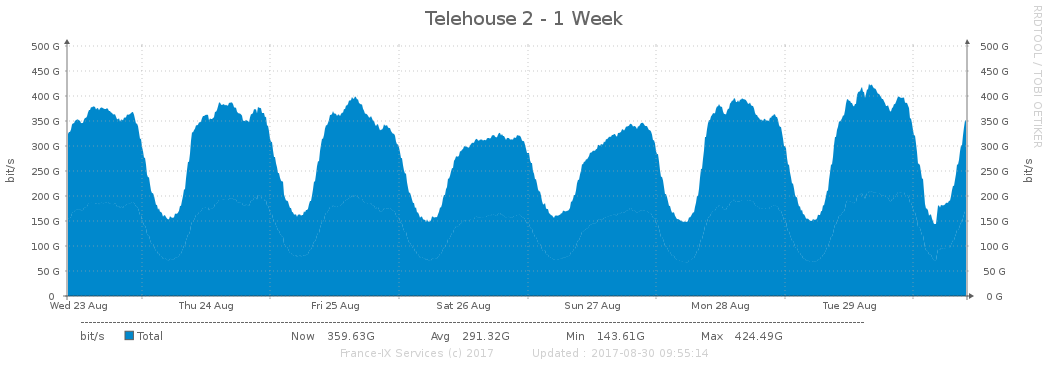 Telehouse 2 - 1 Week
RRDTOOL / TOBI OETIKER
bit/s
500 G
450 G
400 G
350 G
300 G
250 G
200 G
150 G
100 G
50 G
0
500 G
450 G
400 G
350 G
300 G
250 G
200 G
150 G
100 G
50 G
0 G
bit/s
Wed 23 Aug Thu 24 Aug Fri 25 Aug Sat 26 Aug Sun 27 Aug Mon 28 Aug Tue 29 Aug
bit/s Total Now 359.63G Avg 291.32G Min 143.61G Max 424.49G
France-IX Services (c) 2017 Updated : 2017-08-30 09:55:14